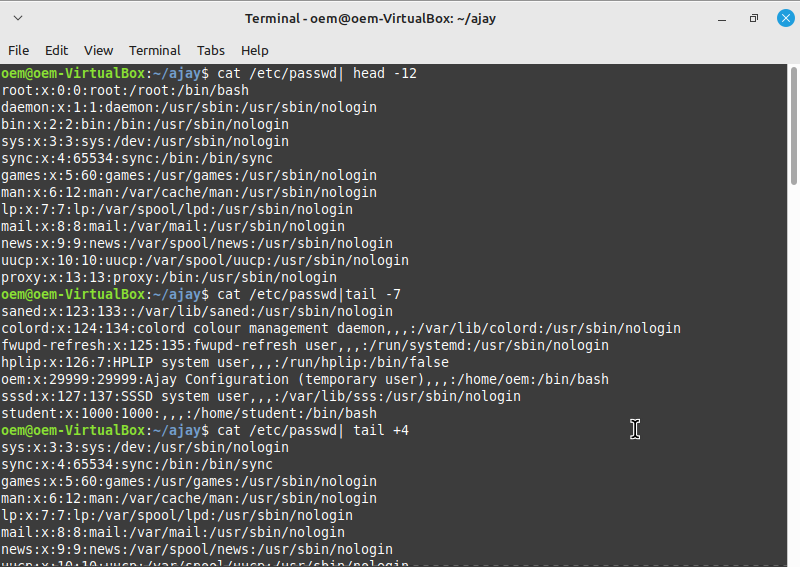 Terminal - oem@oem-VirtualBox: ~/ajay
File Edit View Terminal Tabs Help
oem@oem-VirtualBox:~/ajay$ cat /etc/passwd| head -12
root:x:0:0:root:/root:/bin/bash
daemon:x:1:1:daemon:/usr/sbin:/usr/sbin/nologin
bin:x:2:2:bin:/bin:/usr/sbin/nologin
sys:x:3:3:sys:/dev:/usr/sbin/nologin
sync:x:4:65534:sync:/bin:/bin/sync
games:x:5:60:games:/usr/games:/usr/sbin/nologin
man:x:6:12:man:/var/cache/man:/usr/sbin/nologin
lp:x:7:7:lp:/var/spool/lpd:/usr/sbin/nologin
mail:x:8:8:mail:/var/mail:/usr/sbin/nologin
news:x:9:9:news:/var/spool/news:/usr/sbin/nologin
uucp:x:10:10:uucp:/var/spool/uucp:/usr/sbin/nologin
proxy:x:13:13:proxy:/bin:/usr/sbin/nologin
oem@oem-VirtualBox:~/ajay$ cat /etc/passwd|tail -7
saned:x:123:133::/var/lib/saned:/usr/sbin/nologin
colord:x:124:134:colord colour management daemon,,,:/var/lib/colord:/usr/sbin/nologin
fwupd-refresh:x:125:135:fwupd-refresh user,,,:/run/systemd:/usr/sbin/nologin
hplip:x:126:7:HPLIP system user,,,:/run/hplip:/bin/false
oem:x:29999:29999:Ajay Configuration (temporary user),,,:/home/oem:/bin/bash
sssd:x:127:137:SSSD system user,,,:/var/lib/sss:/usr/sbin/nologin
student:x:1000:1000:,,,:/home/student:/bin/bash
oem@oem-VirtualBox:~/ajay$ cat /etc/passwd| tail +4
sys:x:3:3:sys:/dev:/usr/sbin/nologin
sync:x:4:65534:sync:/bin:/bin/sync
games:x:5:60:games:/usr/games:/usr/sbin/nologin
man:x:6:12:man:/var/cache/man:/usr/sbin/nologin
lp:x:7:7:lp:/var/spool/lpd:/usr/sbin/nologin
mail:x:8:8:mail:/var/mail:/usr/sbin/nologin
news:x:9:9:news:/var/spool/news:/usr/sbin/nologin
uucp:x:10:10:uucp:/var/spool/uucp:/usr/sbin/nologin